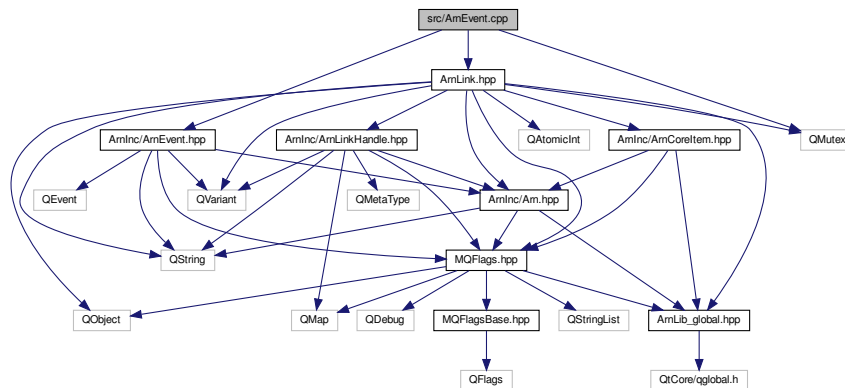 src/ArnEvent.cpp
ArnLink.hpp
ArnInc/ArnEvent.hpp
ArnInc/ArnLinkHandle.hpp
QAtomicInt
ArnInc/ArnCoreItem.hpp
QMutex
QEvent
QVariant
QMetaType
ArnInc/Arn.hpp
QString
MQFlags.hpp
QObject
QMap
QDebug
MQFlagsBase.hpp
QStringList
ArnLib_global.hpp
QFlags
QtCore/qglobal.h